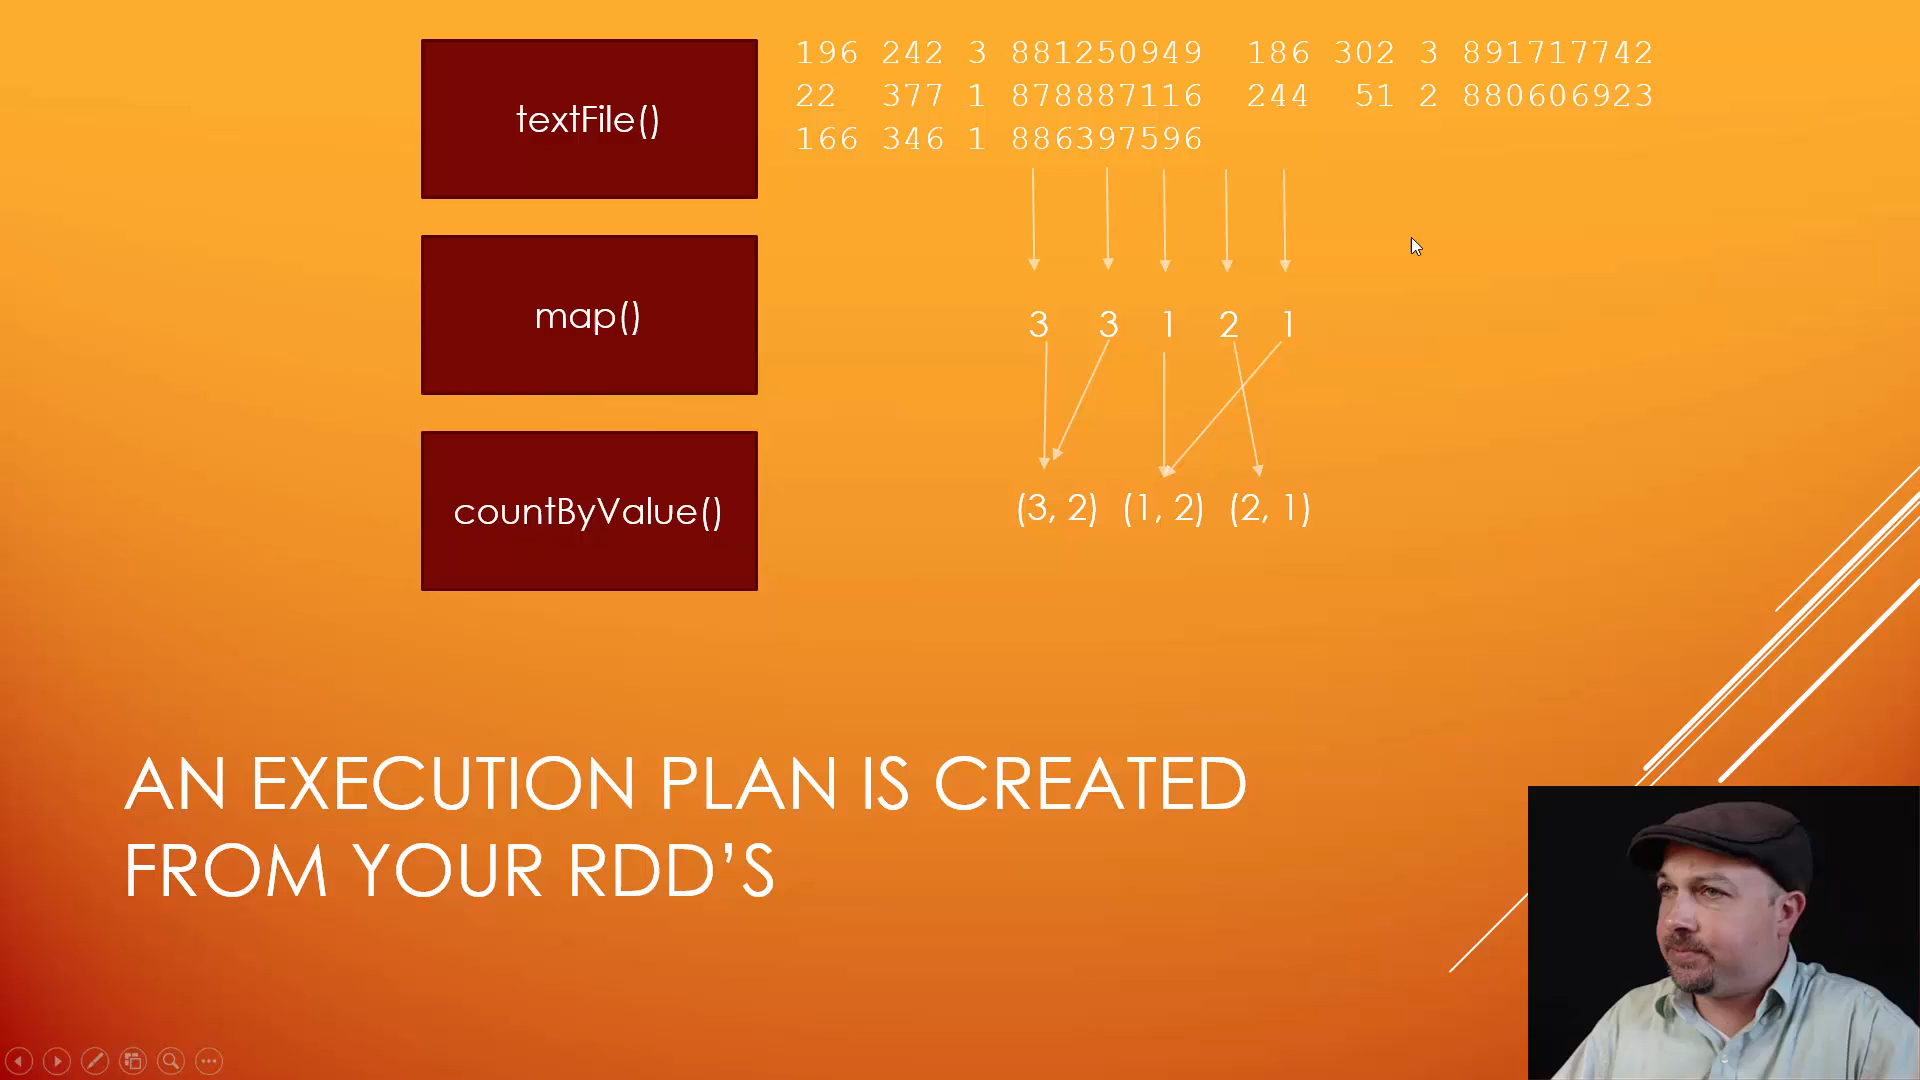 textFile()
196 242 3 881250949 186 302 3 891717742
22 377 1 878887116 244 51 2 880606923
166 346 1 886397596
map()
3 3 1 2 1
countByValue()
(3, 2) (1, 2) (2, 1)
AN EXECUTION PLAN IS CREATED
FROM YOUR RDD’S